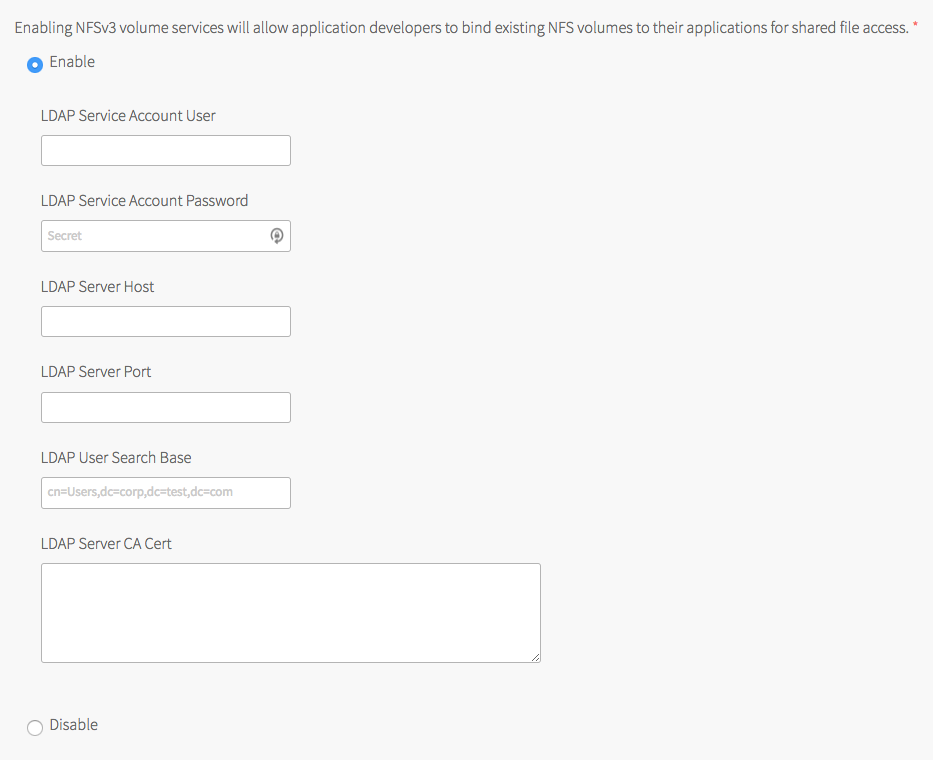 Enabling NFSv3 volume services will allow application developers to bind existing NFS volumes to their applications for shared file access. *
Enable
LDAP Service Account User
LDAP Service Account Password
Secret
LDAP Server Host
LDAP Server Port
LDAP User Search Base
cn=Users,dc=corp,dc=test,dc=com
LDAP Server CA Cert
Disable